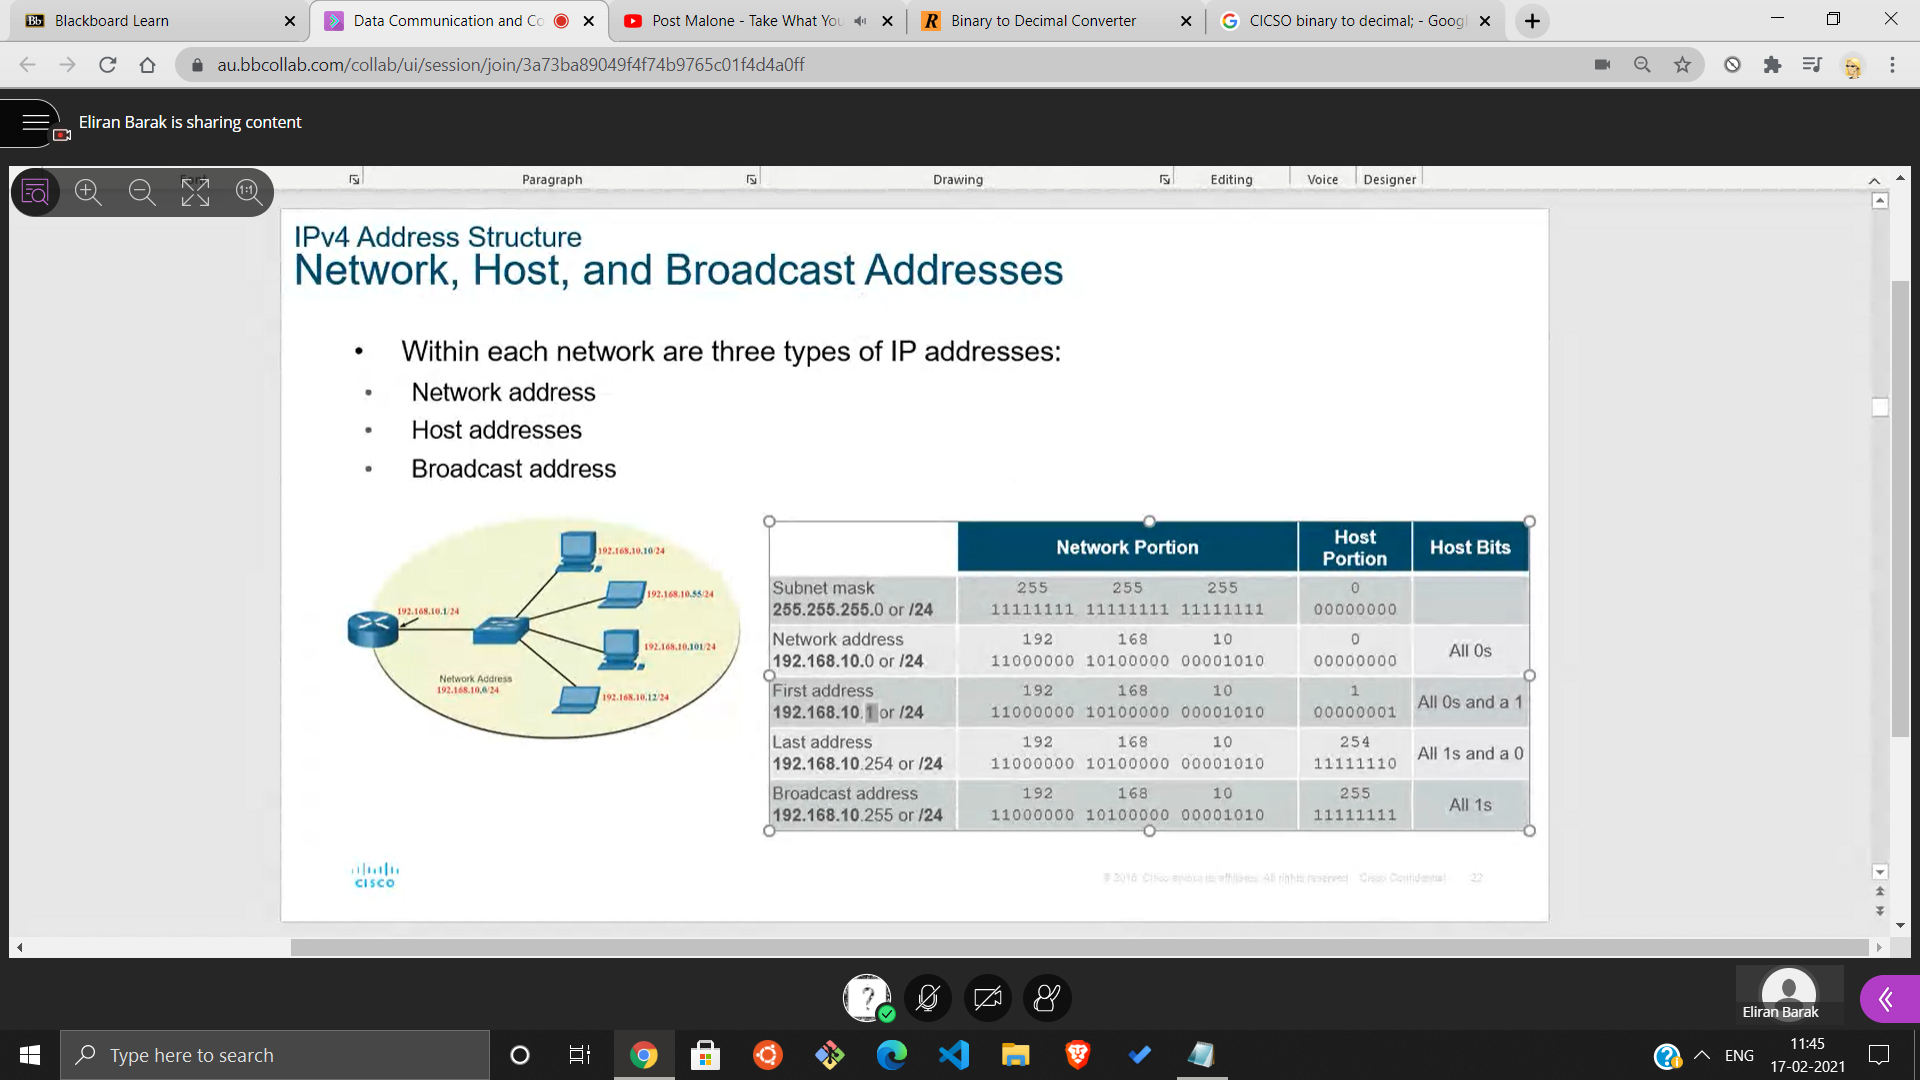 Blackboard Learn
Data Communication and Co
Post Malone - Take What You
Binary to Decimal Converter
CICSO binary to decimal; - Googl
au.bbcollab.com/collab/ui/session/join/3a73ba89049f4f74b9765c01f4d4a0ff
Eliran Barak is sharing content
Font Paragraph Drawing Editing Voice Designer
IPv4 Address Structure
Network, Host, and Broadcast Addresses
• Within each network are three types of IP addresses:
• Network address
• Host addresses
• Broadcast address
192.168.10.10/24
192.168.10.55/24
192.168.10.1/24
192.168.10.101/24
Network Address
192.168.10.0/24
192.168.10.12/24
Network Portion Host Portion Host Bits
Subnet mask 255 255 255 0
255.255.255.0 or /24 11111111 11111111 11111111 00000000
Network address 192 168 10 0
192.168.10.0 or /24 11000000 10100000 00001010 00000000 All 0s
First address 192 168 10 1
192.168.10.1 or /24 11000000 10100000 00001010 00000001 All 0s and a 1
Last address 192 168 10 254
192.168.10.254 or /24 11000000 10100000 00001010 11111110 All 1s and a 0
Broadcast address 192 168 10 255
192.168.10.255 or /24 11000000 10100000 00001010 11111111 All 1s
CISCO
© 2016 Cisco and/or its affiliates. All rights reserved. Cisco Confidential 22
Eliran Barak
Type here to search
ENG
11:45
17-02-2021